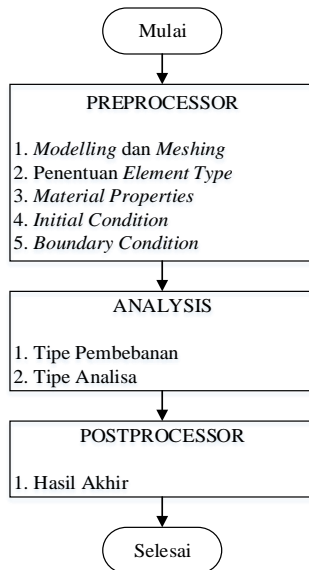 Mulai
PREPROCESSOR
1. Modelling dan Meshing
2. Penentuan Element Type
3. Material Properties
4. Initial Condition
5. Boundary Condition
ANALYSIS
1. Tipe Pembebanan
2. Tipe Analisa
POSTPROCESSOR
1. Hasil Akhir
Selesai